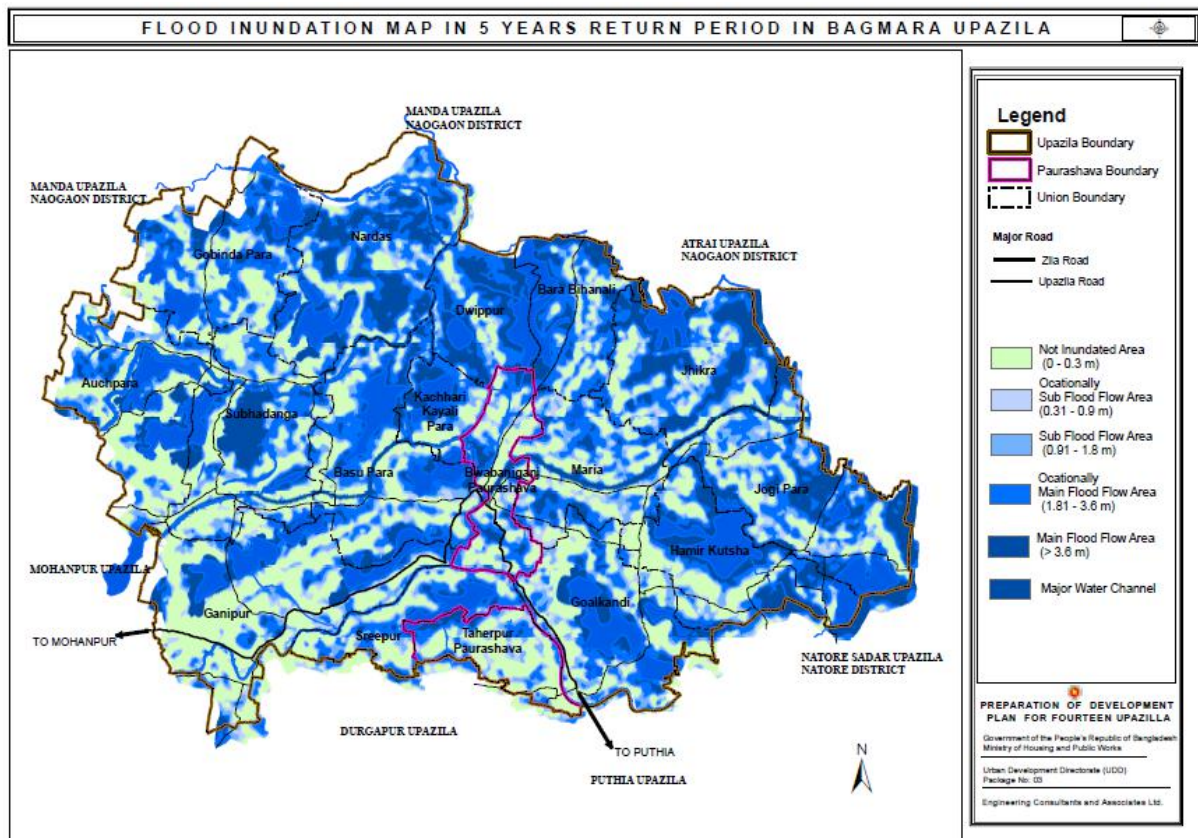 FLOOD INUNDATION MAP IN 5 YEARS RETURN PERIOD IN BAGMARA UPAZILA
MANDA UPAZILA
NAOGAON DISTRICT
MANDA UPAZILA
NAOGAON DISTRICT
ATRAI UPAZILA
NAOGAON DISTRICT
Nardas
Gobinda Para
Bara Bihanali
Dwippur
Jhikra
Auchpara
Kachhari
Kayali
Para
Subhadanga
Basu Para
Bwabaniganj
Paurashava
Maria
Jogi Para
Hamir Kutsha
MOHANPUR UPAZILA
Goalkandi
Ganipur
TO MOHANPUR
Sreepur
Taherpur
Paurashava
NATORE SADAR UPAZILA
NATORE DISTRICT
DURGAPUR UPAZILA
TO PUTHIA
PUTHIA UPAZILA
N
Legend
Upazila Boundary
Paurashava Boundary
Union Boundary
Major Road
Zila Road
Upazila Road
Not Inundated Area
(0 - 0.3 m)
Ocationally
Sub Flood Flow Area
(0.31 - 0.9 m)
Sub Flood Flow Area
(0.91 - 1.8 m)
Ocationally
Main Flood Flow Area
(1.81 - 3.6 m)
Main Flood Flow Area
(> 3.6 m)
Major Water Channel
PREPARATION OF DEVELOPMENT
PLAN FOR FOURTEEN UPAZILLA
Government of the People's Republic of Bangladesh
Ministry of Housing and Public Works
Urban Development Directorate (UDD)
Package No: 03
Engineering Consultants and Associates Ltd.